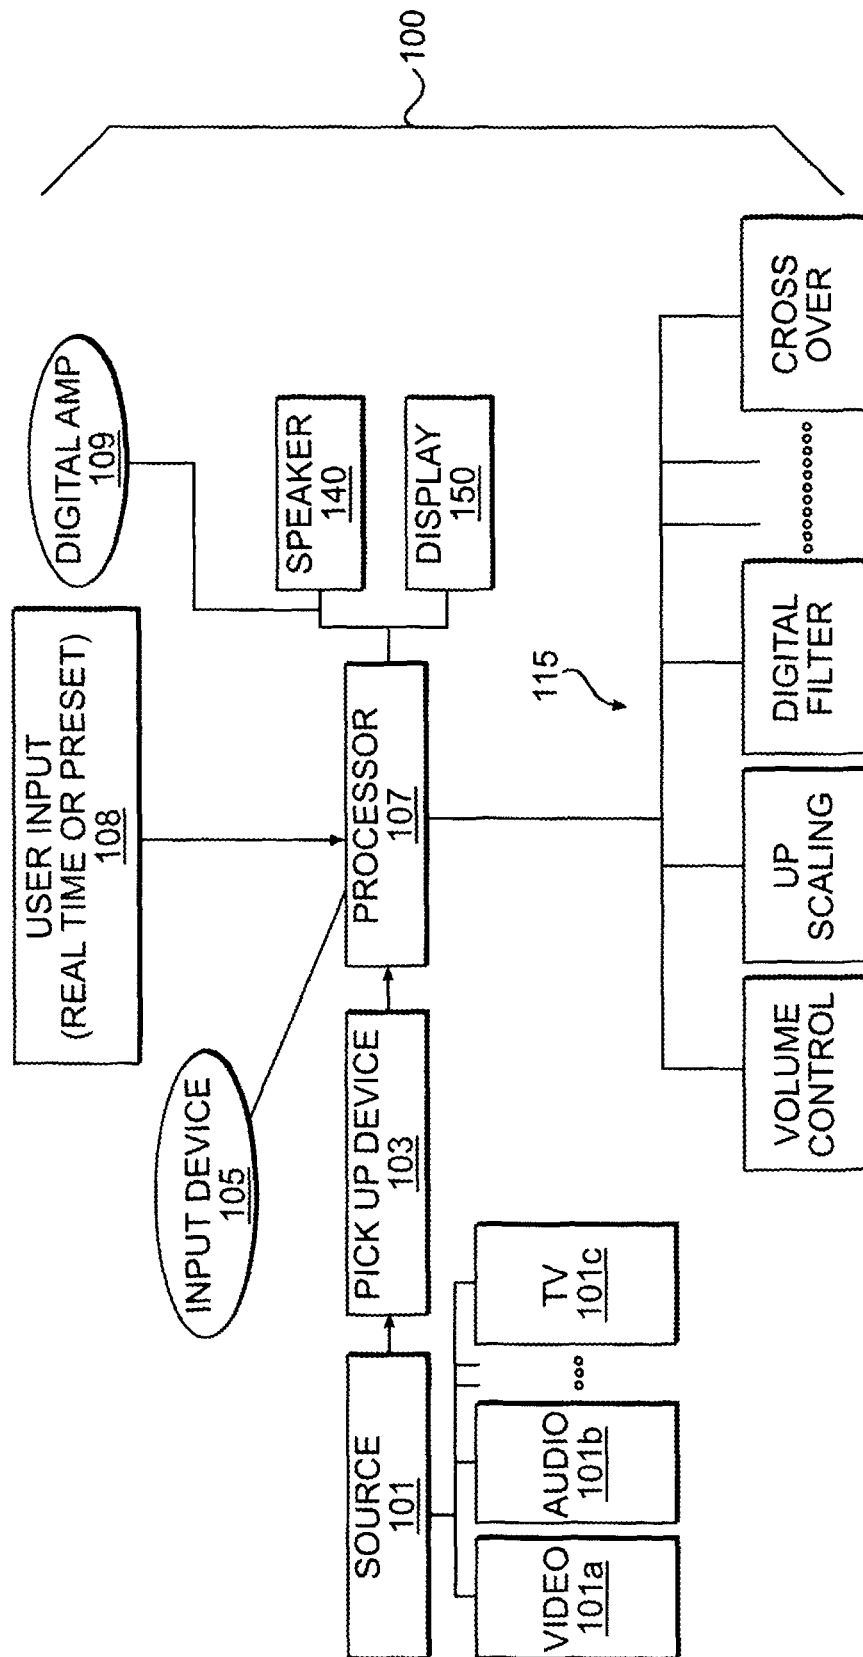 100
USER INPUT
(REAL TIME OR PRESET)
108
DIGITAL AMP
109
INPUT DEVICE
105
SOURCE
101
PICK UP DEVICE
103
PROCESSOR
107
SPEAKER
140
DISPLAY
150
VIDEO
101a
AUDIO
101b
TV
101c
115
VOLUME
CONTROL
UP
SCALING
DIGITAL
FILTER
CROSS
OVER